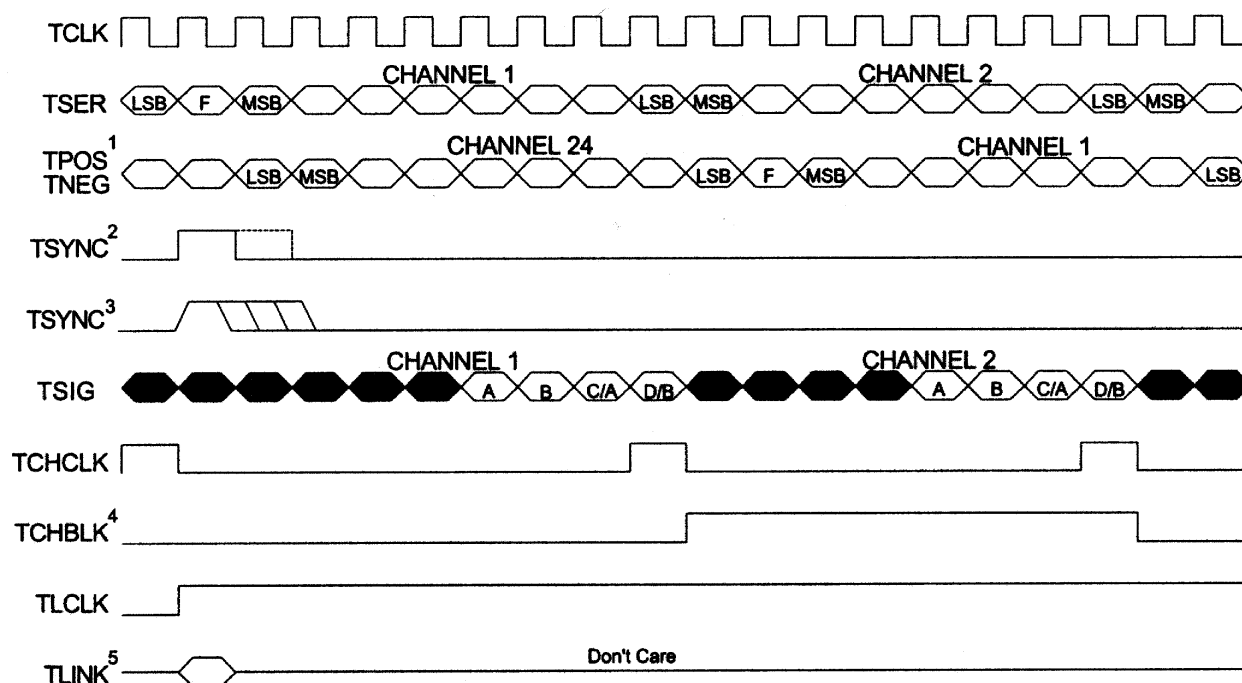 TCLK
CHANNEL 1 CHANNEL 2
TSER LSB F MSB LSB MSB LSB MSB
CHANNEL 24 CHANNEL 1
TPOS1
TNEG LSB MSB LSB F MSB LSB
TSYNC2
TSYNC3
CHANNEL 1 CHANNEL 2
TSIG A B C/A D/B A B C/A D/B
TCHCLK
TCHBLK4
TLCLK
Don't Care
TLINK5